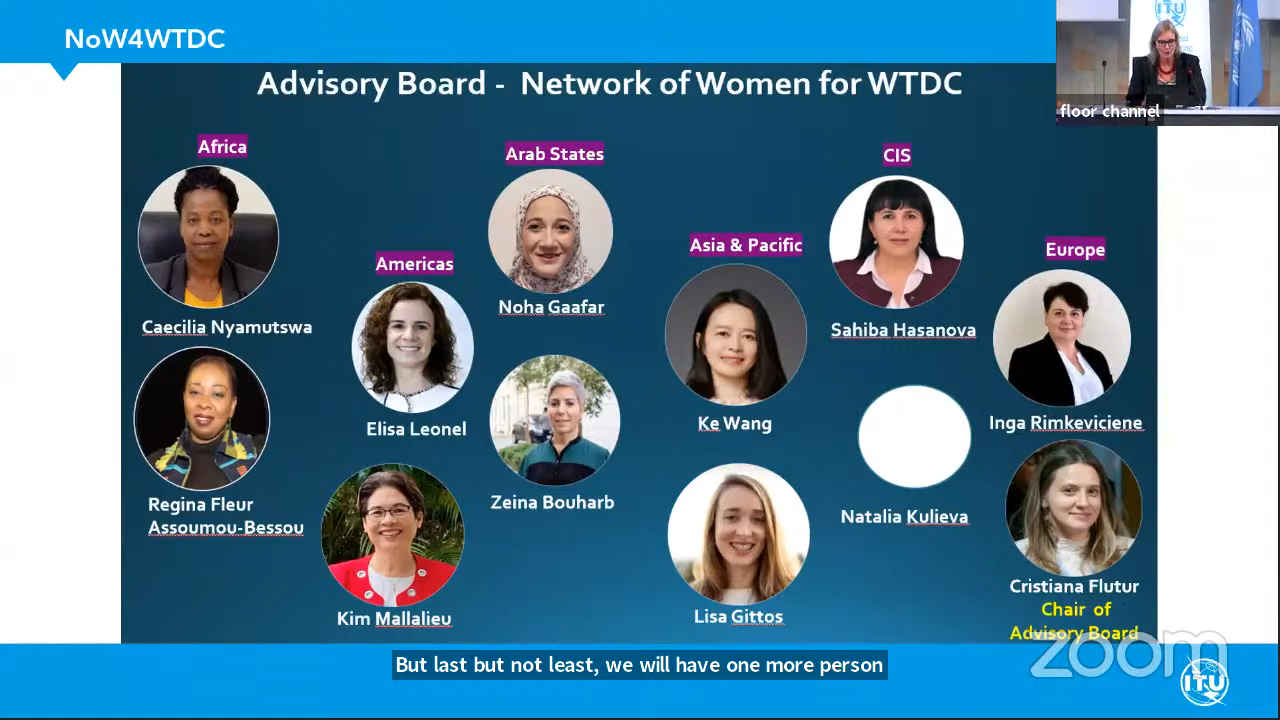 NoW4WTDC
ITU
floor channel
Advisory Board - Network of Women for WTDC
Africa
Caecilia Nyamutswa
Regina Fleur
Assoumou-Bessou
Americas
Elisa Leonel
Kim Mallalieu
Arab States
Noha Gaafar
Zeina Bouharb
Asia & Pacific
Ke Wang
Lisa Gittos
CIS
Sahiba Hasanova
Natalia Kulieva
Europe
Inga Rimkeviciene
Cristiana Flutur
Chair of
Advisory Board
But last but not least, we will have one more person
zoom
ITU